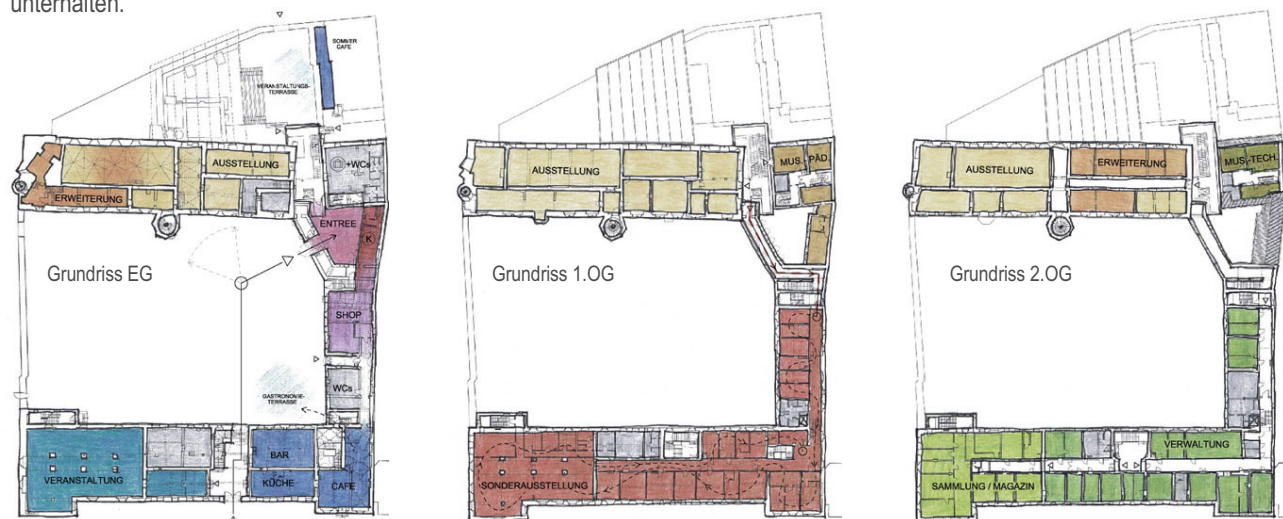 unterhalten.
SOMMER
CAFE
VERANSTALTUNGS-
TERRASSE
AUSSTELLUNG
+WCs
ERWEITERUNG
ENTREE
K
Grundriss EG
SHOP
WCs
GASTRONOMIE-
TERRASSE
BAR
VERANSTALTUNG
KÜCHE
CAFE
AUSSTELLUNG
MUS.- PÄD.
Grundriss 1.OG
SONDERAUSSTELLUNG
AUSSTELLUNG
ERWEITERUNG
MUS.-TECH.
Grundriss 2.OG
VERWALTUNG
SAMMLUNG / MAGAZIN